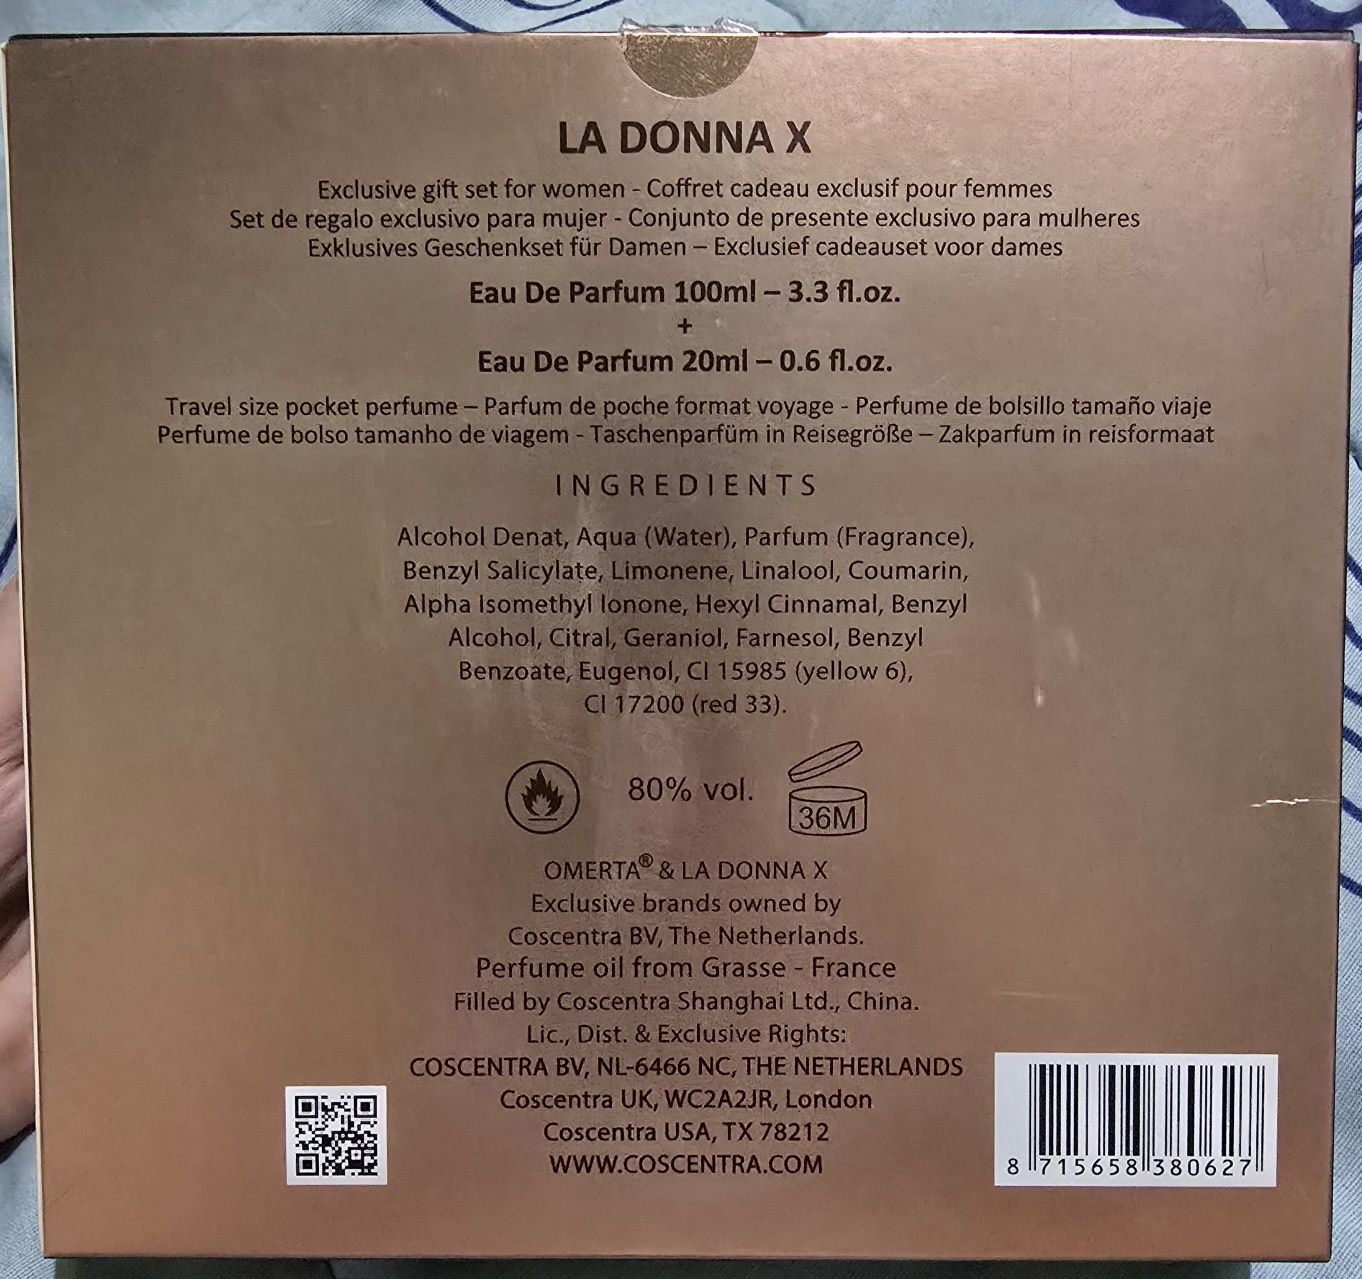 LA DONNA X
Exclusive gift set for women - Coffret cadeau exclusif pour femmes
Set de regalo exclusivo para mujer - Conjunto de presente exclusivo para mulheres
Exklusives Geschenkset für Damen – Exclusief cadeauset voor dames
Eau De Parfum 100ml – 3.3 fl.oz.
+
Eau De Parfum 20ml – 0.6 fl.oz.
Travel size pocket perfume – Parfum de poche format voyage - Perfume de bolsillo tamaño viaje
Perfume de bolso tamanho de viagem - Taschenparfüm in Reisegröße – Zakparfum in reisformaat
INGREDIENTS
Alcohol Denat, Aqua (Water), Parfum (Fragrance),
Benzyl Salicylate, Limonene, Linalool, Coumarin,
Alpha Isomethyl Ionone, Hexyl Cinnamal, Benzyl
Alcohol, Citral, Geraniol, Farnesol, Benzyl
Benzoate, Eugenol, CI 15985 (yellow 6),
CI 17200 (red 33).
80% vol.
36M
OMERTA® & LA DONNA X
Exclusive brands owned by
Coscentra BV, The Netherlands.
Perfume oil from Grasse - France
Filled by Coscentra Shanghai Ltd., China.
Lic., Dist. & Exclusive Rights:
COSCENTRA BV, NL-6466 NC, THE NETHERLANDS
Coscentra UK, WC2A2JR, London
Coscentra USA, TX 78212
WWW.COSCENTRA.COM
8 715658 380627